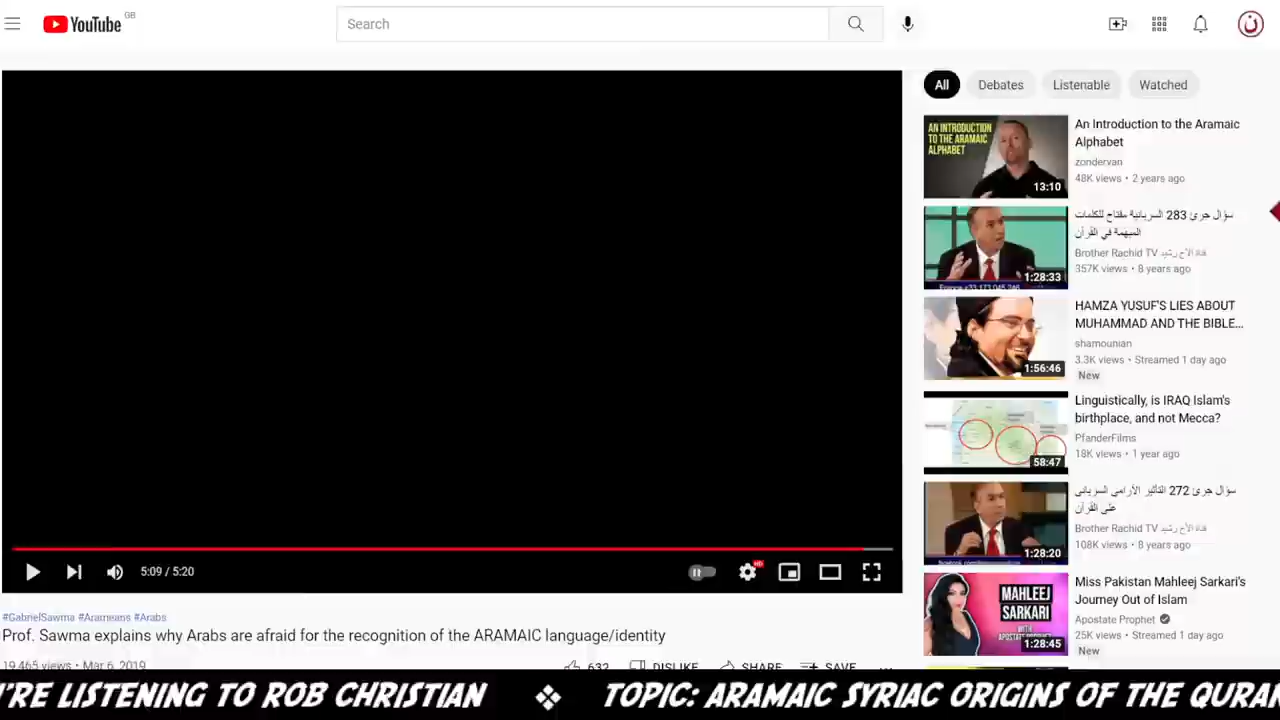 YouTube GB
Search
All
Debates
Listenable
Watched
AN INTRODUCTION
TO THE ARAMAIC
ALPHABET
13:10
An Introduction to the Aramaic
Alphabet
zondervan
48K views • 2 years ago
1:28:33
سؤال جرئ 283 السريانية مفتاح للكلمات
المبهمة في القرآن
Brother Rachid TV قناة الأخ رشيد
357K views • 8 years ago
1:56:46
HAMZA YUSUF'S LIES ABOUT
MUHAMMAD AND THE BIBLE...
shamounian
3.3K views • Streamed 1 day ago
New
58:47
Linguistically, is IRAQ Islam's
birthplace, and not Mecca?
PfanderFilms
18K views • 1 year ago
1:28:20
سؤال جرئ 272 التأثير الآرامي السرياني
على القرآن
Brother Rachid TV قناة الأخ رشيد
108K views • 8 years ago
MAHLEEJ
SARKARI
WITH
1:28:45
Miss Pakistan Mahleej Sarkari's
Journey Out of Islam
Apostate Prophet
25K views • Streamed 1 day ago
New
5:09 / 5:20
HD
#GabrielSawma #Arameans #Arabs
Prof. Sawma explains why Arabs are afraid for the recognition of the ARAMAIC language/identity
19,465 views • Mar 6, 2019
632
DISLIKE
SHARE
SAVE
'RE LISTENING TO ROB CHRISTIAN ❖ TOPIC: ARAMAIC SYRIAC ORIGINS OF THE QURAN